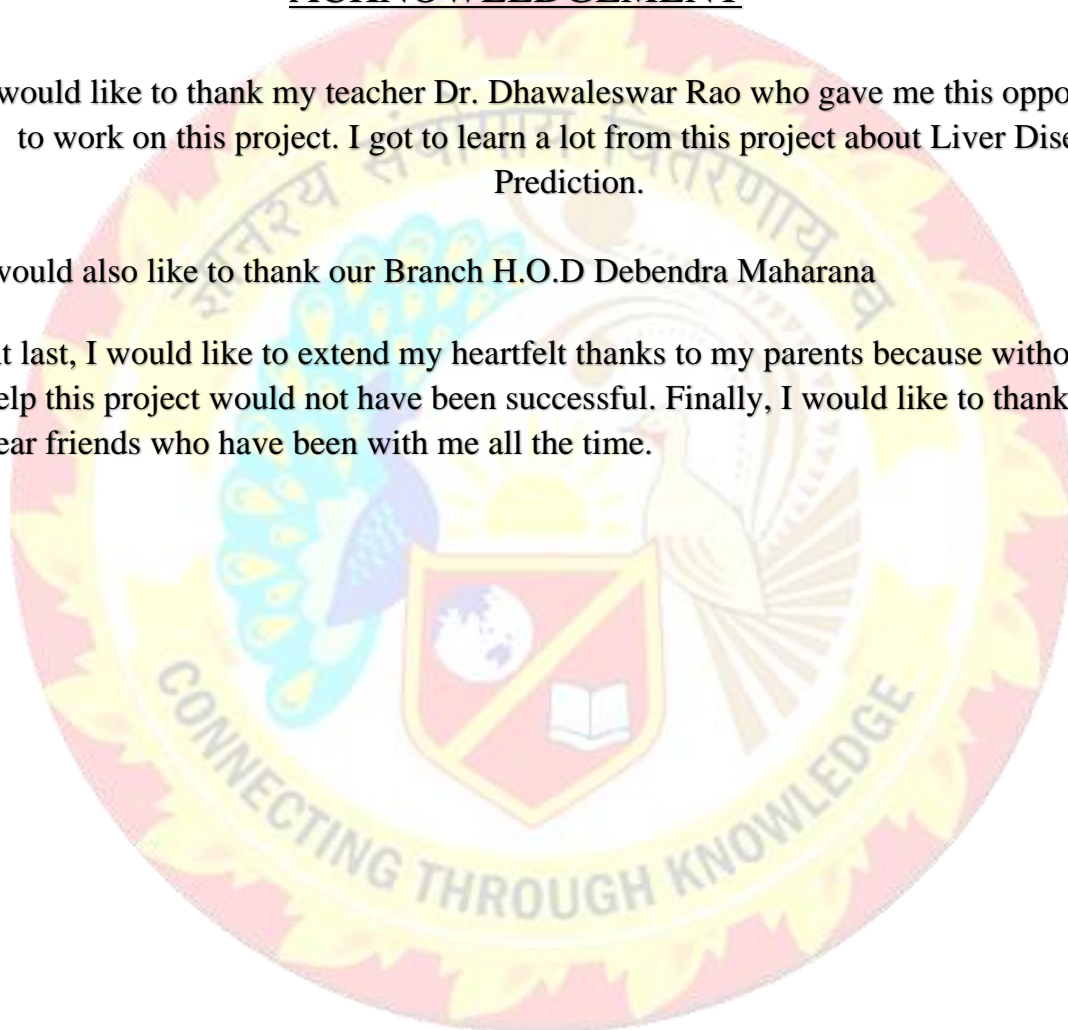 ACKNOWLEDGEMENT
would like to thank my teacher Dr. Dhawaleswar Rao who gave me this oppo
to work on this project. I got to learn a lot from this project about Liver Dise
Prediction.
would also like to thank our Branch H.O.D Debendra Maharana
t last, I would like to extend my heartfelt thanks to my parents because witho
elp this project would not have been successful. Finally, I would like to thank
ear friends who have been with me all the time.
ज्ञानस्य संयोगाय वितरणाय च
CONNECTING THROUGH KNOWLEDGE